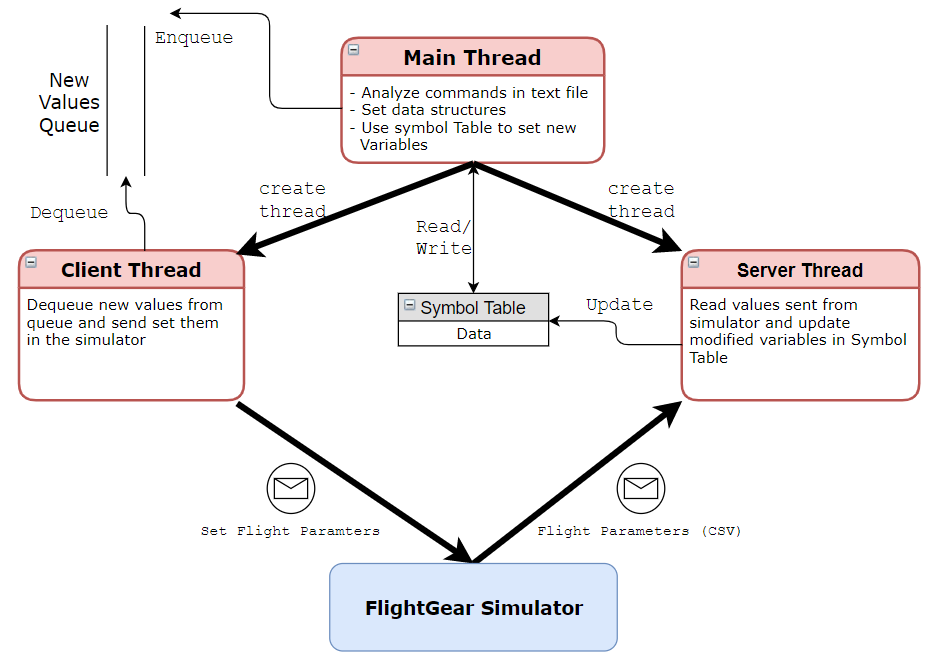 Enqueue
New
Values
Queue
Main Thread
- Analyze commands in text file
- Set data structures
- Use symbol Table to set new
Variables
Dequeue
create
thread
Read/
Write
create
thread
Client Thread
Dequeue new values from
queue and send set them
in the simulator
Symbol Table
Data
Update
Server Thread
Read values sent from
simulator and update
modified variables in Symbol
Table
Set Flight Paramters
Flight Parameters (CSV)
FlightGear Simulator